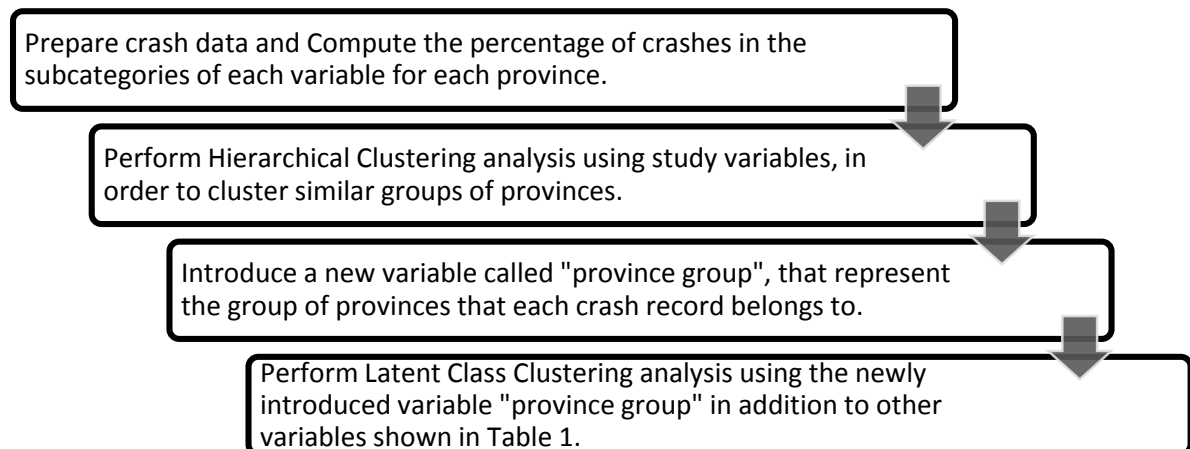 Prepare crash data and Compute the percentage of crashes in the
subcategories of each variable for each province.
Perform Hierarchical Clustering analysis using study variables, in
order to cluster similar groups of provinces.
Introduce a new variable called "province group", that represent
the group of provinces that each crash record belongs to.
Perform Latent Class Clustering analysis using the newly
introduced variable "province group" in addition to other
variables shown in Table 1.